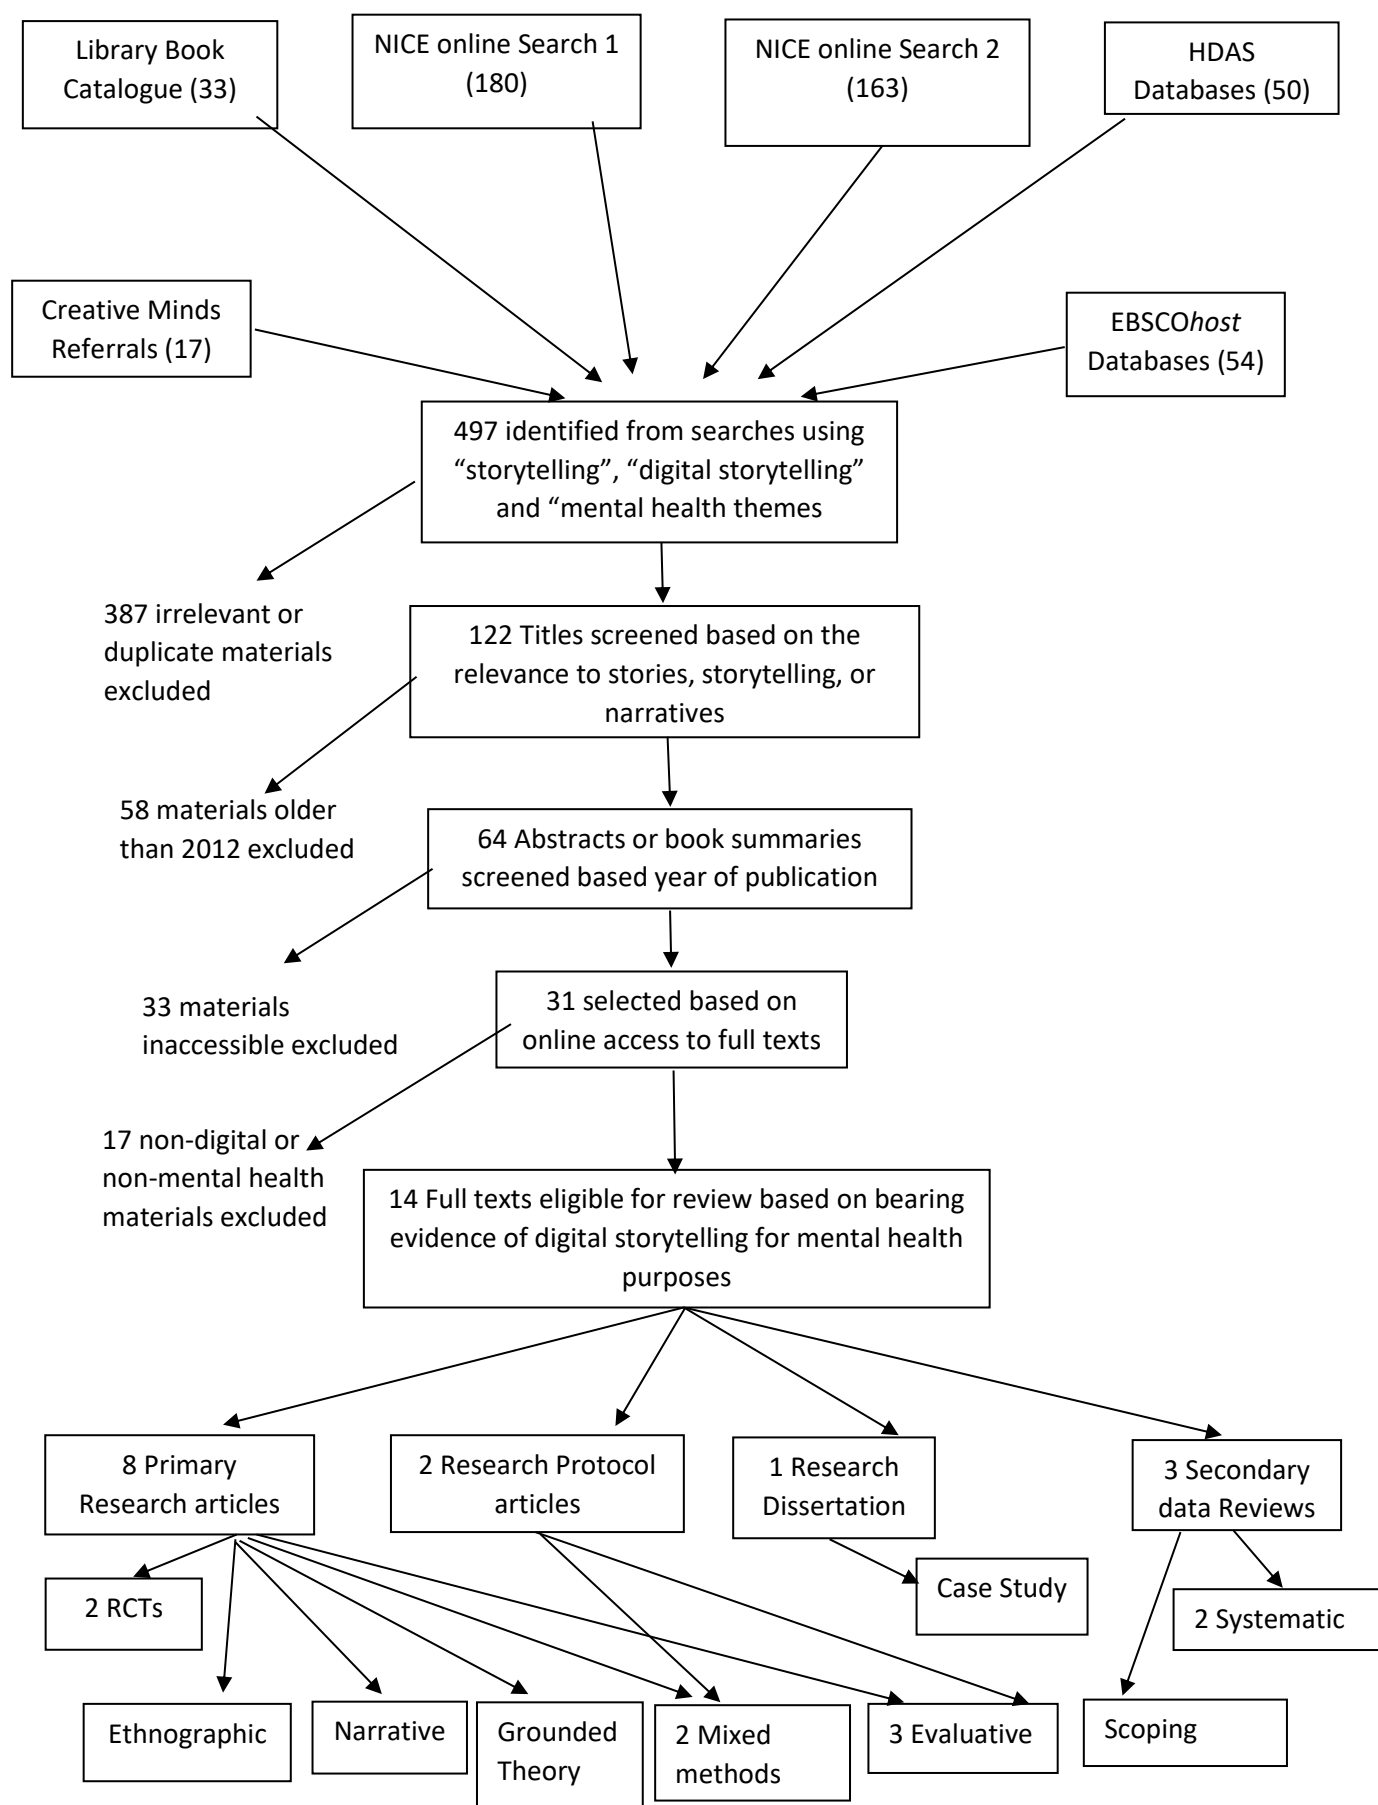 Library Book
Catalogue (33)
NICE online Search 1
(180)
NICE online Search 2
(163)
HDAS
Databases (50)
Creative Minds
Referrals (17)
EBSCOhost
Databases (54)
497 identified from searches using
“storytelling”, “digital storytelling”
and “mental health themes
387 irrelevant or
duplicate materials
excluded
122 Titles screened based on the
relevance to stories, storytelling, or
narratives
58 materials older
than 2012 excluded
64 Abstracts or book summaries
screened based year of publication
33 materials
inaccessible excluded
31 selected based on
online access to full texts
17 non-digital or
non-mental health
materials excluded
14 Full texts eligible for review based on bearing
evidence of digital storytelling for mental health
purposes
8 Primary
Research articles
2 Research Protocol
articles
1 Research
Dissertation
3 Secondary
data Reviews
2 RCTs
Case Study
2 Systematic
Ethnographic
Narrative
Grounded
Theory
2 Mixed
methods
3 Evaluative
Scoping